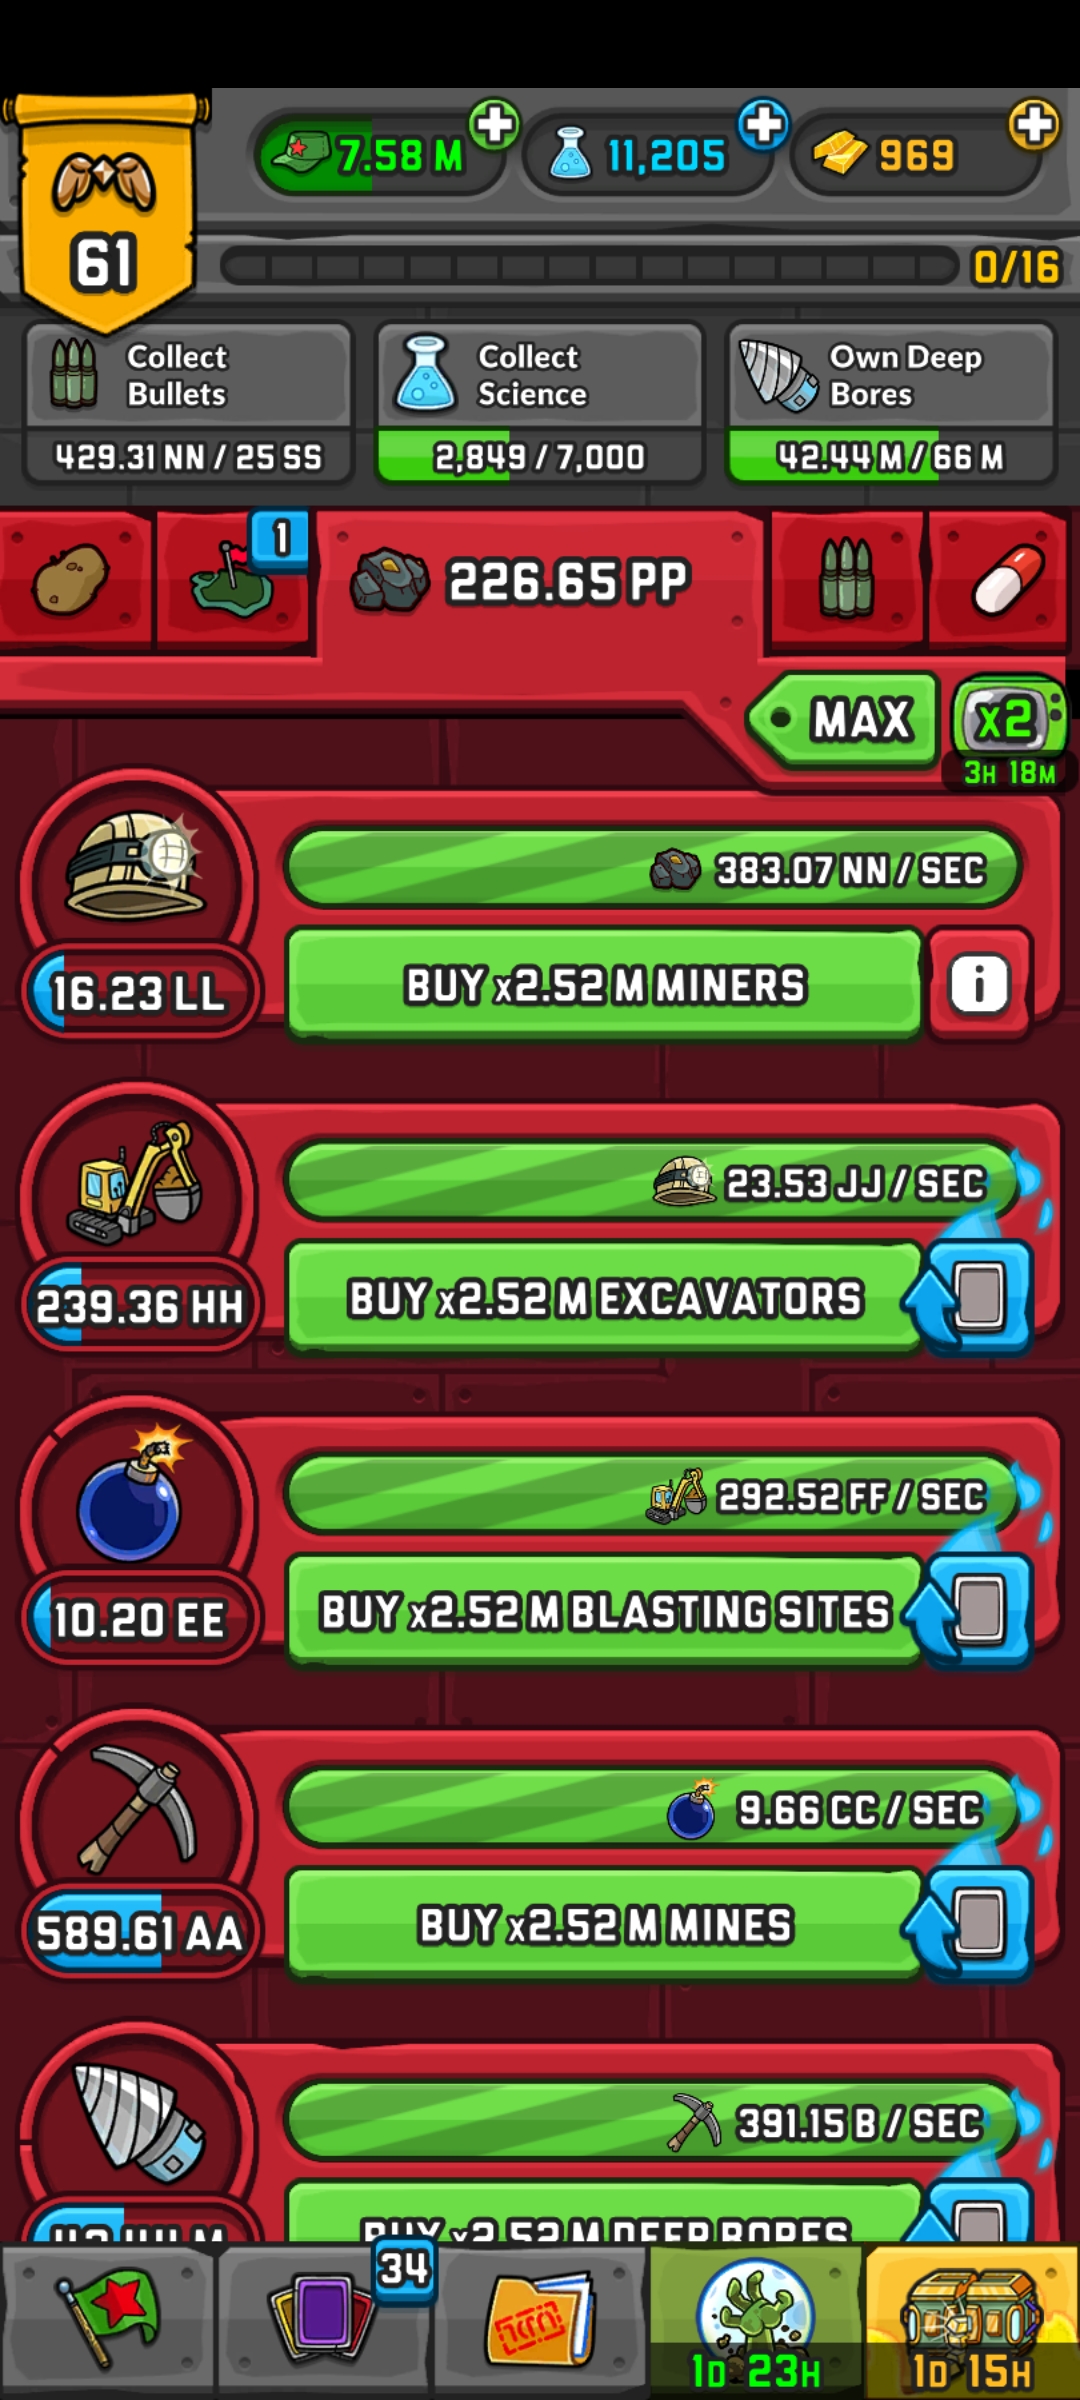 61
7.58 M
11,205
969
0/16
Collect
Bullets
429.31 NN / 25 SS
Collect
Science
2,849 / 7,000
Own Deep
Bores
42.44 M / 66 M
1
226.65 PP
MAX
x2
3H 18M
383.07 NN / SEC
16.23 LL
BUY x2.52 M MINERS
i
23.53 JJ / SEC
239.36 HH
BUY x2.52 M EXCAVATORS
292.52 FF / SEC
10.20 EE
BUY x2.52 M BLASTING SITES
9.66 CC / SEC
589.61 AA
BUY x2.52 M MINES
391.15 B / SEC
BUY x2.52 M DEEP BORES
34
1D 23H
1D 15H